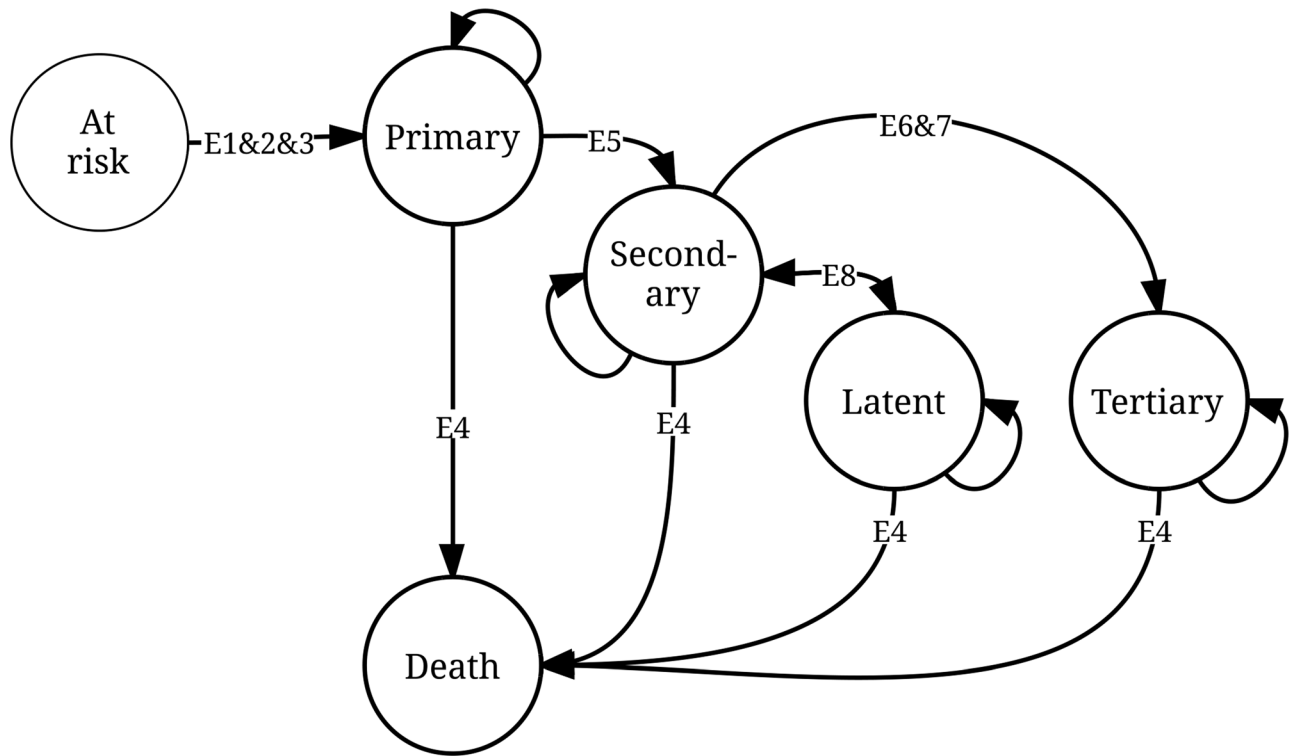 At
risk
E1&2&3
Primary
E5
E6&7
Second-
ary
E8
Latent
Tertiary
E4
E4
E4
E4
Death